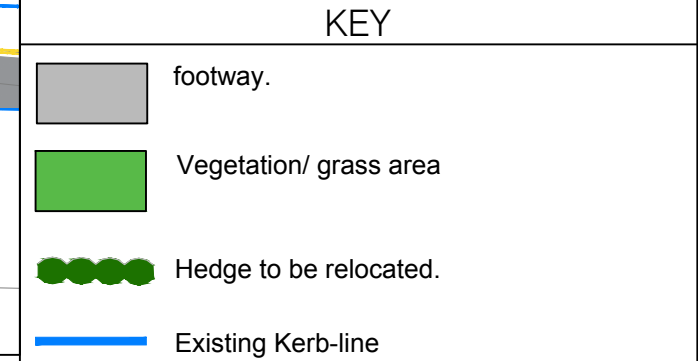 KEY
footway.
Vegetation/ grass area
Hedge to be relocated.
Existing Kerb-line